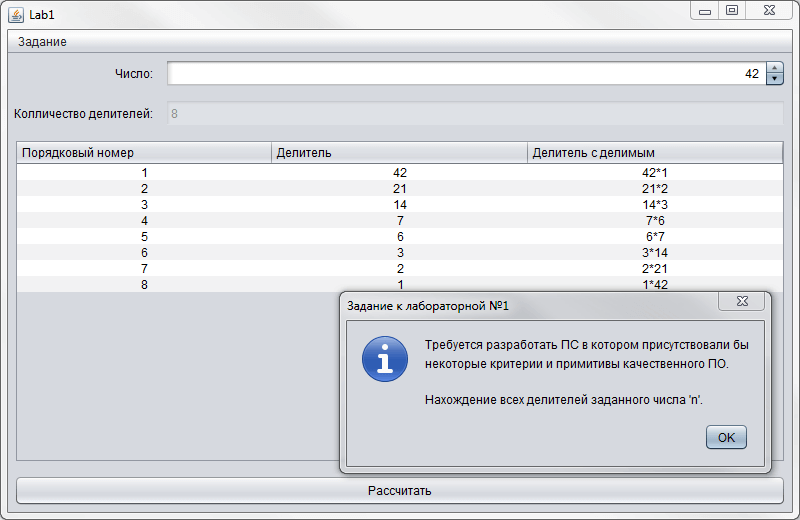 Lab1
Задание
Число: 42
Колличество делителей: 8
Порядковый номер Делитель Делитель с делимым
1 42 42*1
2 21 21*2
3 14 14*3
4 7 7*6
5 6 6*7
6 3 3*14
7 2 2*21
8 1 1*42
Задание к лабораторной №1
Требуется разработать ПС в котором присутствовали бы
некоторые критерии и примитивы качественного ПО.
Нахождение всех делителей заданного числа 'n'.
OK
Рассчитать